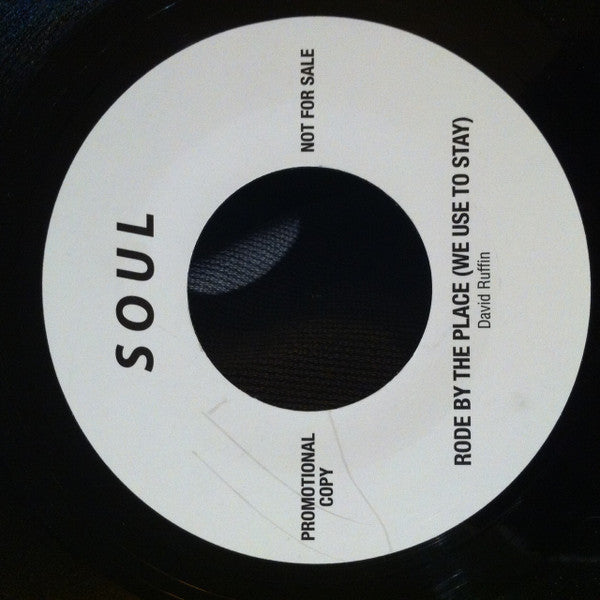 SOUL
PROMOTIONAL
COPY
NOT FOR SALE
RODE BY THE PLACE (WE USE TO STAY)
David Ruffin